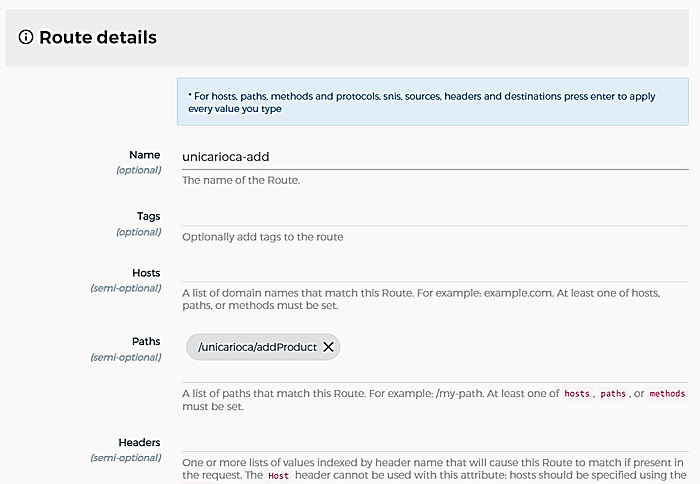 Route details
* For hosts, paths, methods and protocols, snis, sources, headers and destinations press enter to apply
every value you type
Name
(optional)
unicarioca-add
The name of the Route.
Tags
(optional)
Optionally add tags to the route
Hosts
(semi-optional)
A list of domain names that match this Route. For example: example.com. At least one of hosts,
paths, or methods must be set.
Paths
(semi-optional)
/unicarioca/addProduct
A list of paths that match this Route. For example: /my-path. At least one of hosts, paths, or methods
must be set.
Headers
(semi-optional)
One or more lists of values indexed by header name that will cause this Route to match if present in
the request. The Host header cannot be used with this attribute: hosts should be specified using the